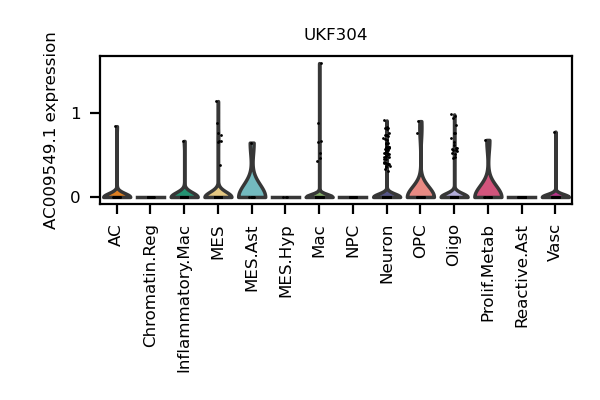 UKF304
AC009549.1 expression
1
0
AC
Chromatin.Reg
Inflammatory.Mac
MES
MES.Ast
MES.Hyp
Mac
NPC
Neuron
OPC
Oligo
Prolif.Metab
Reactive.Ast
Vasc